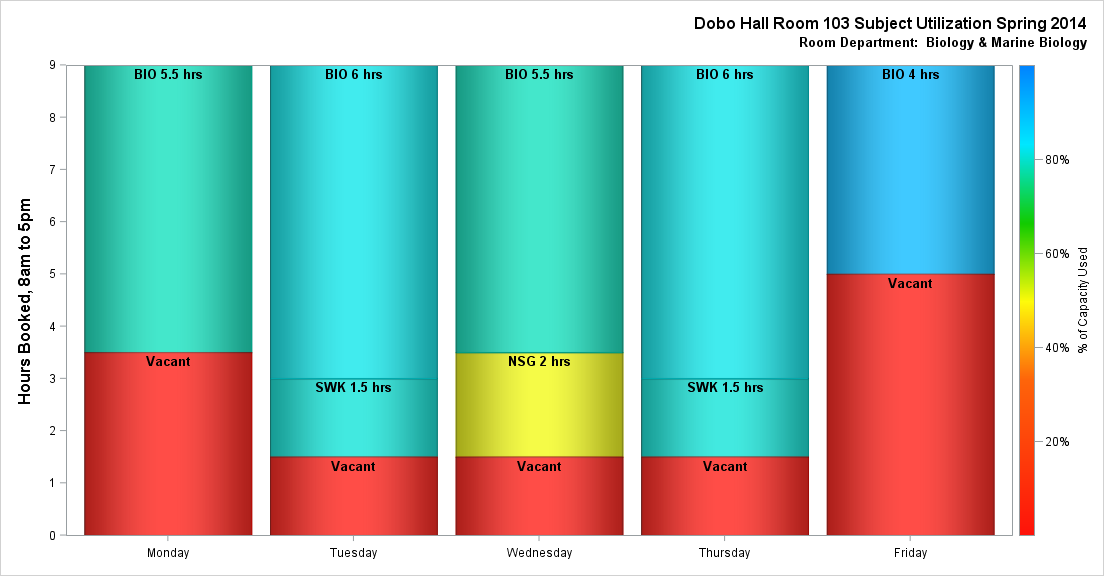 Dobo Hall Room 103 Subject Utilization Spring 2014
Room Department: Biology & Marine Biology
Hours Booked, 8am to 5pm
9
8
7
6
5
4
3
2
1
0
BIO 5.5 hrs
Vacant
BIO 6 hrs
SWK 1.5 hrs
Vacant
BIO 5.5 hrs
NSG 2 hrs
Vacant
BIO 6 hrs
SWK 1.5 hrs
Vacant
BIO 4 hrs
Vacant
Monday
Tuesday
Wednesday
Thursday
Friday
80%
60%
40%
20%
% of Capacity Used